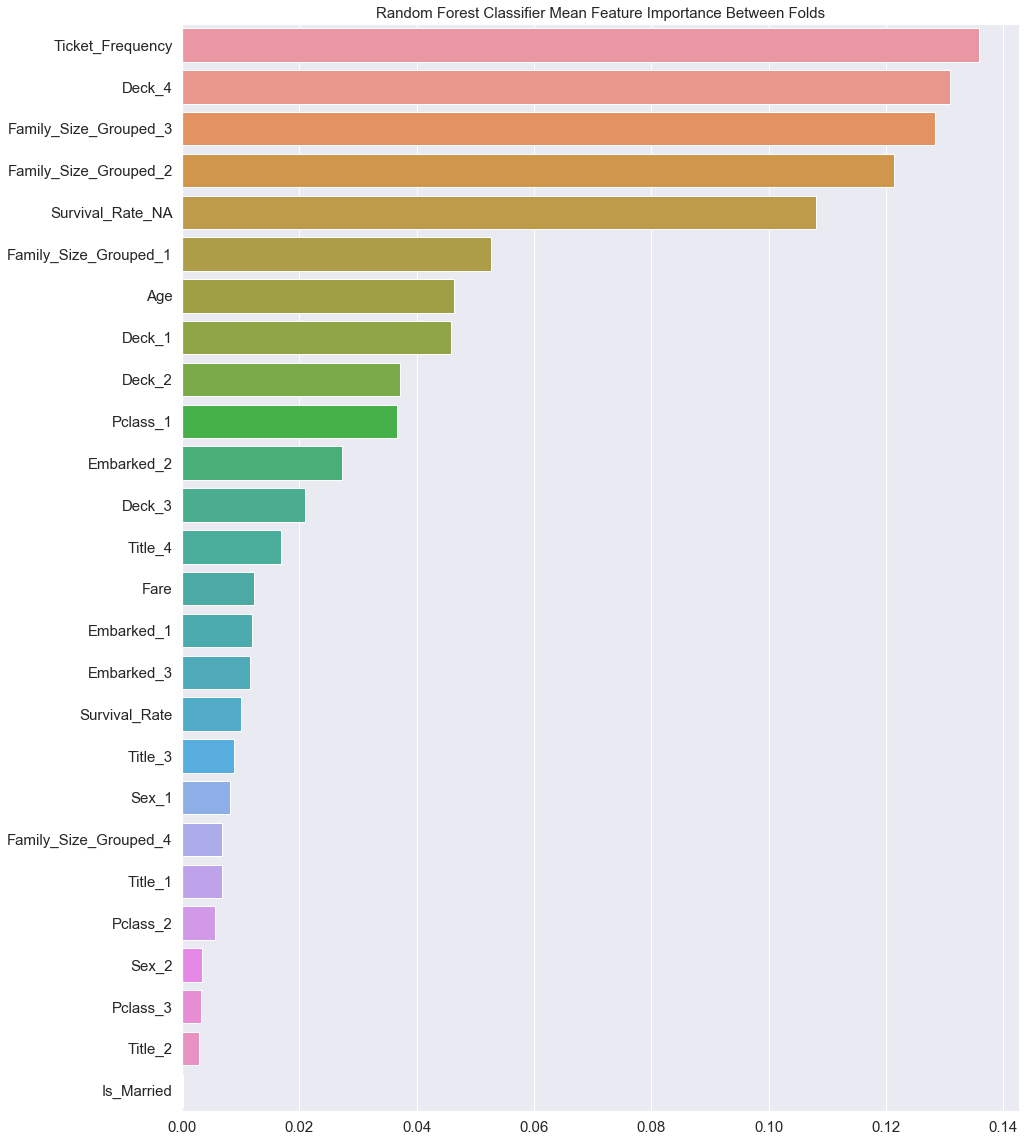 Random Forest Classifier Mean Feature Importance Between Folds
Ticket_Frequency
Deck_4
Family_Size_Grouped_3
Family_Size_Grouped_2
Survival_Rate_NA
Family_Size_Grouped_1
Age
Deck_1
Deck_2
Pclass_1
Embarked_2
Deck_3
Title_4
Fare
Embarked_1
Embarked_3
Survival_Rate
Title_3
Sex_1
Family_Size_Grouped_4
Title_1
Pclass_2
Sex_2
Pclass_3
Title_2
Is_Married
0.00 0.02 0.04 0.06 0.08 0.10 0.12 0.14